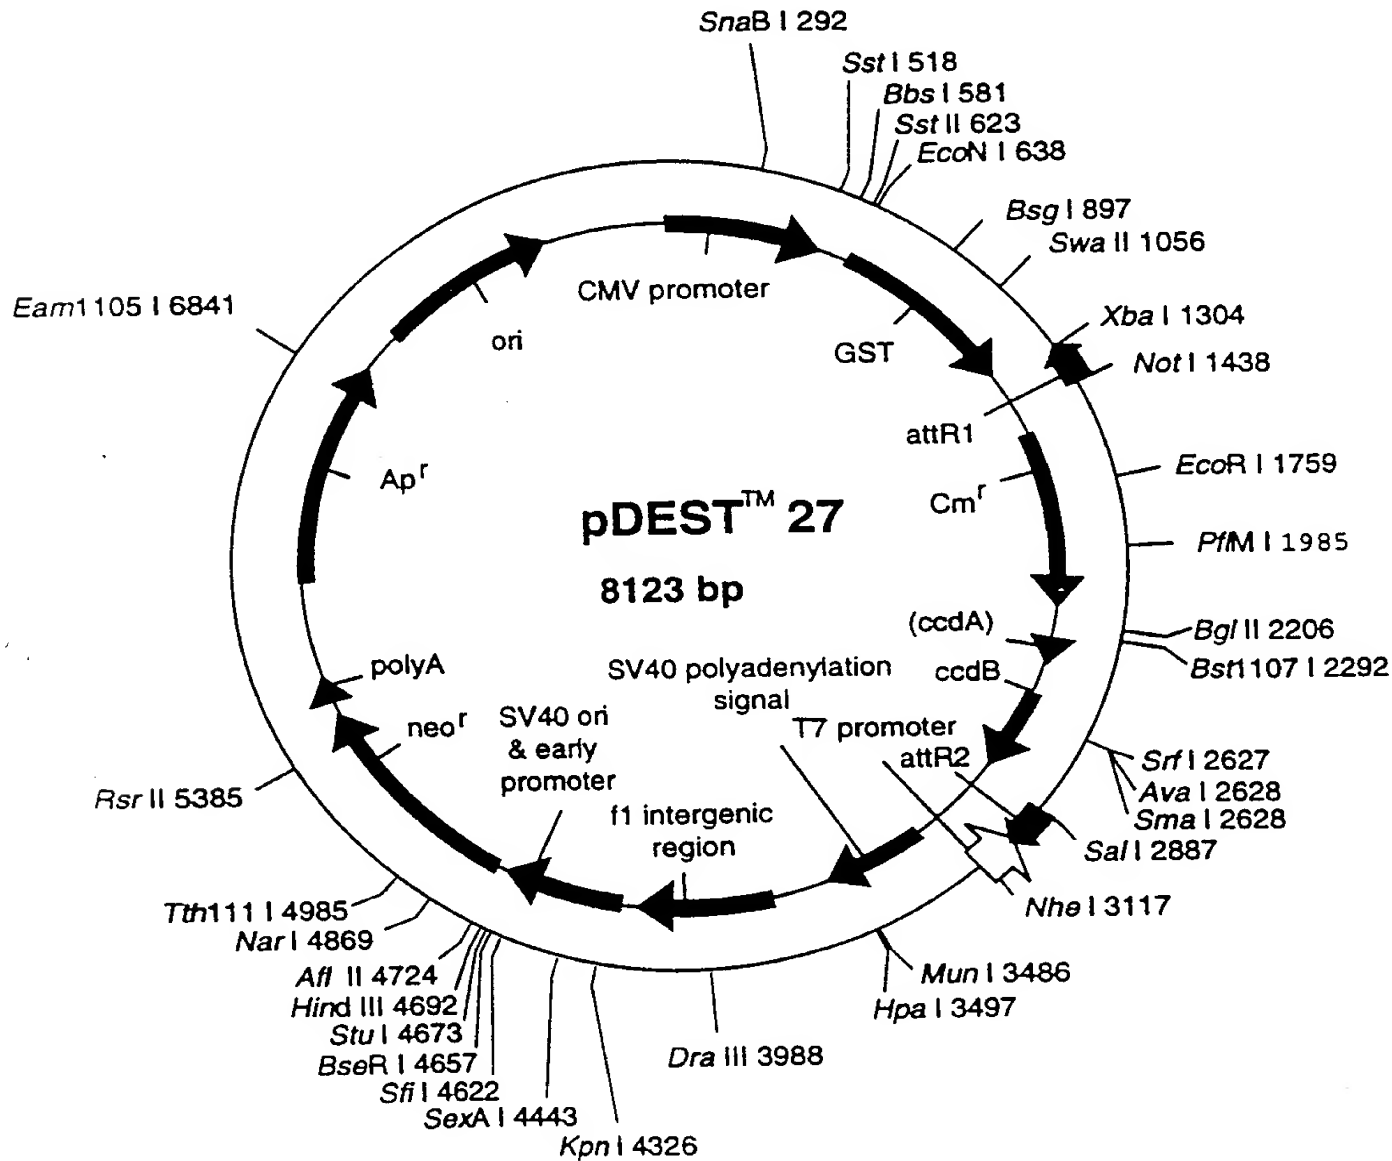 SnaB I 292
Sst I 518
Bbs I 581
Sst II 623
EcoN I 638
Bsg I 897
Swa II 1056
Xba I 1304
Not I 1438
EcoR I 1759
PflM I 1985
Bgl II 2206
Bst1107 I 2292
Srf I 2627
Ava I 2628
Sma I 2628
Sal I 2887
Nhe I 3117
Mun I 3486
Hpa I 3497
Dra III 3988
Kpn I 4326
SexA I 4443
Sfi I 4622
BseR I 4657
Stu I 4673
Hind III 4692
Afl II 4724
Nar I 4869
Tth111 I 4985
Rsr II 5385
Eam1105 I 6841
CMV promoter
GST
attR1
Cmr
(ccdA)
ccdB
attR2
T7 promoter
SV40 polyadenylation
signal
f1 intergenic
region
SV40 ori
& early
promoter
neor
polyA
Apr
ori
pDEST™ 27
8123 bp